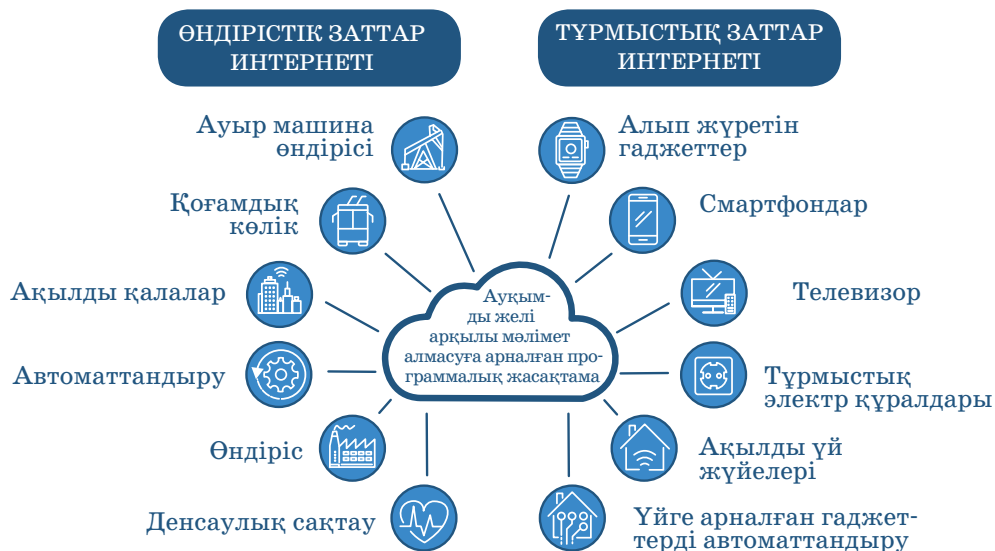 ӨНДІРІСТІК ЗАТТАР
ИНТЕРНЕТІ
ТҰРМЫСТЫҚ ЗАТТАР
ИНТЕРНЕТІ
Ауыр машина
өндірісі
Қоғамдық
көлік
Ақылды қалалар
Автоматтандыру
Өндіріс
Денсаулық сақтау
Ауқым-
ды желі
арқылы мәлімет
алмасуға арналған про-
граммалық жасақтама
Алып жүретін
гаджеттер
Смартфондар
Телевизор
Тұрмыстық
электр құралдары
Ақылды үй
жүйелері
Үйге арналған гаджет-
терді автоматтандыру